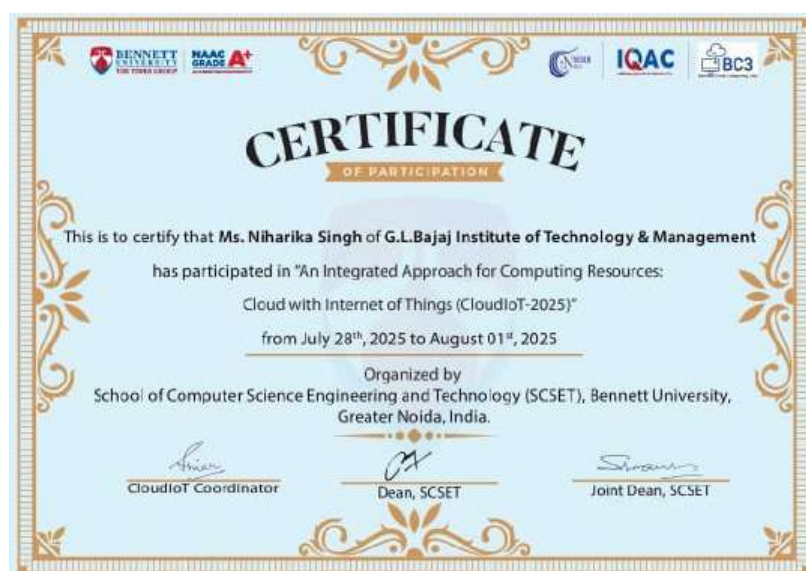 BENNETT UNIVERSITY THE TIMES GROUP
NAAC GRADE A+
IQAC
BC3
CERTIFICATE
OF PARTICIPATION
This is to certify that Ms. Niharika Singh of G.L.Bajaj Institute of Technology & Management
has participated in "An Integrated Approach for Computing Resources:
Cloud with Internet of Things (CloudIoT-2025)"
from July 28th, 2025 to August 01st, 2025
Organized by
School of Computer Science Engineering and Technology (SCSET), Bennett University,
Greater Noida, India.
CloudIoT Coordinator
Dean, SCSET
Joint Dean, SCSET